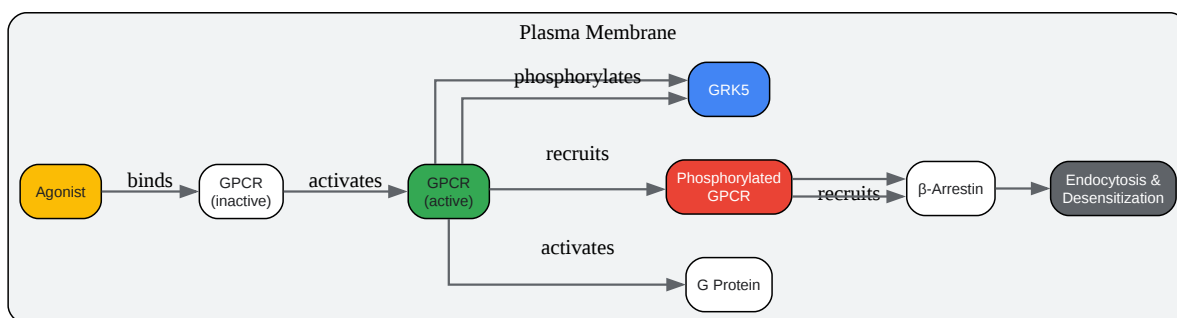 Plasma Membrane
phosphorylates
GRK5
recruits
Agonist
binds
GPCR
(inactive)
activates
GPCR
(active)
Phosphorylated
GPCR
recruits
β-Arrestin
Endocytosis &
Desensitization
activates
G Protein